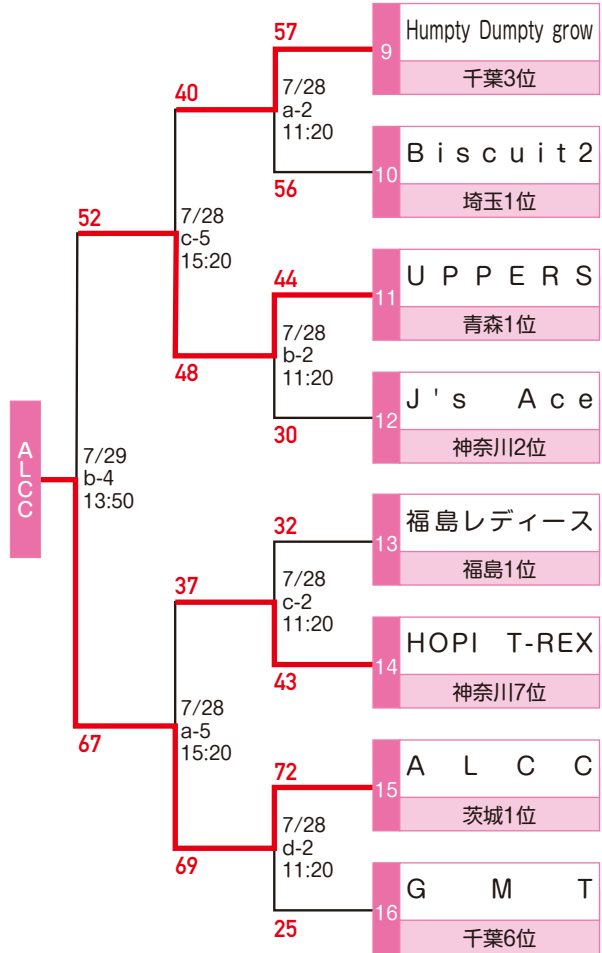 57
9
Humpty Dumpty grow
千葉3位
40
7/28
a-2
11:20
10
Biscuit2
埼玉1位
56
52
7/28
c-5
15:20
44
11
UPPERS
青森1位
7/28
b-2
11:20
48
12
J's Ace
神奈川2位
30
ALCC
7/29
b-4
13:50
32
13
福島レディース
福島1位
37
7/28
c-2
11:20
14
HOPI T-REX
神奈川7位
43
67
7/28
a-5
15:20
72
15
ALCC
茨城1位
7/28
d-2
11:20
69
16
GMT
千葉6位
25